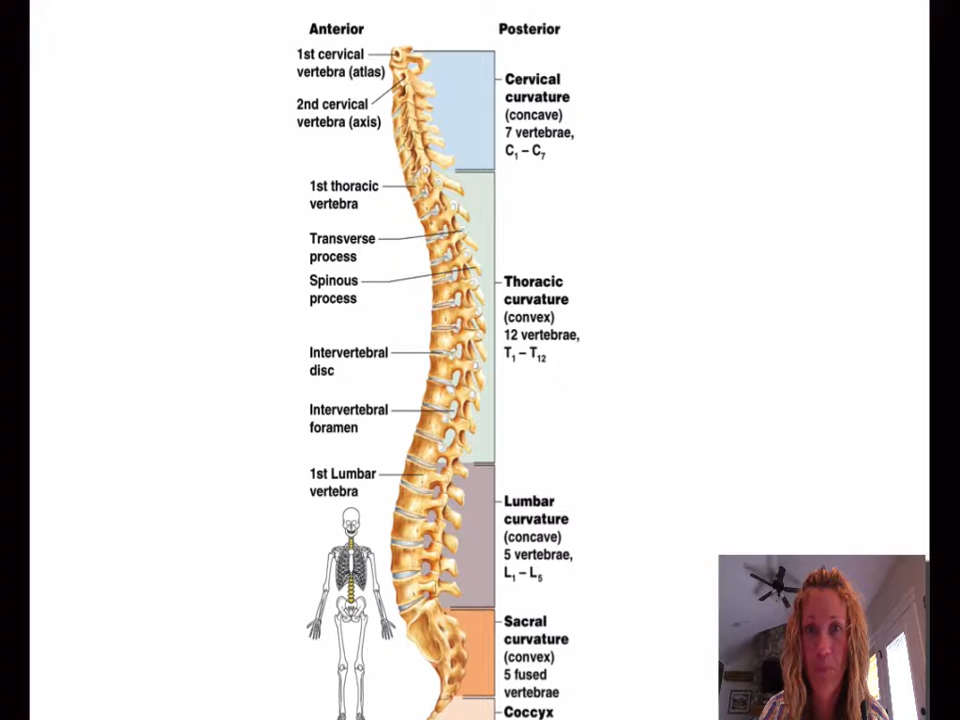 Anterior
Posterior
1st cervical
vertebra (atlas)
2nd cervical
vertebra (axis)
1st thoracic
vertebra
Transverse
process
Spinous
process
Intervertebral
disc
Intervertebral
foramen
1st Lumbar
vertebra
Cervical
curvature
(concave)
7 vertebrae,
C₁ – C₇
Thoracic
curvature
(convex)
12 vertebrae,
T₁ – T₁₂
Lumbar
curvature
(concave)
5 vertebrae,
L₁ – L₅
Sacral
curvature
(convex)
5 fused
vertebrae
Coccyx